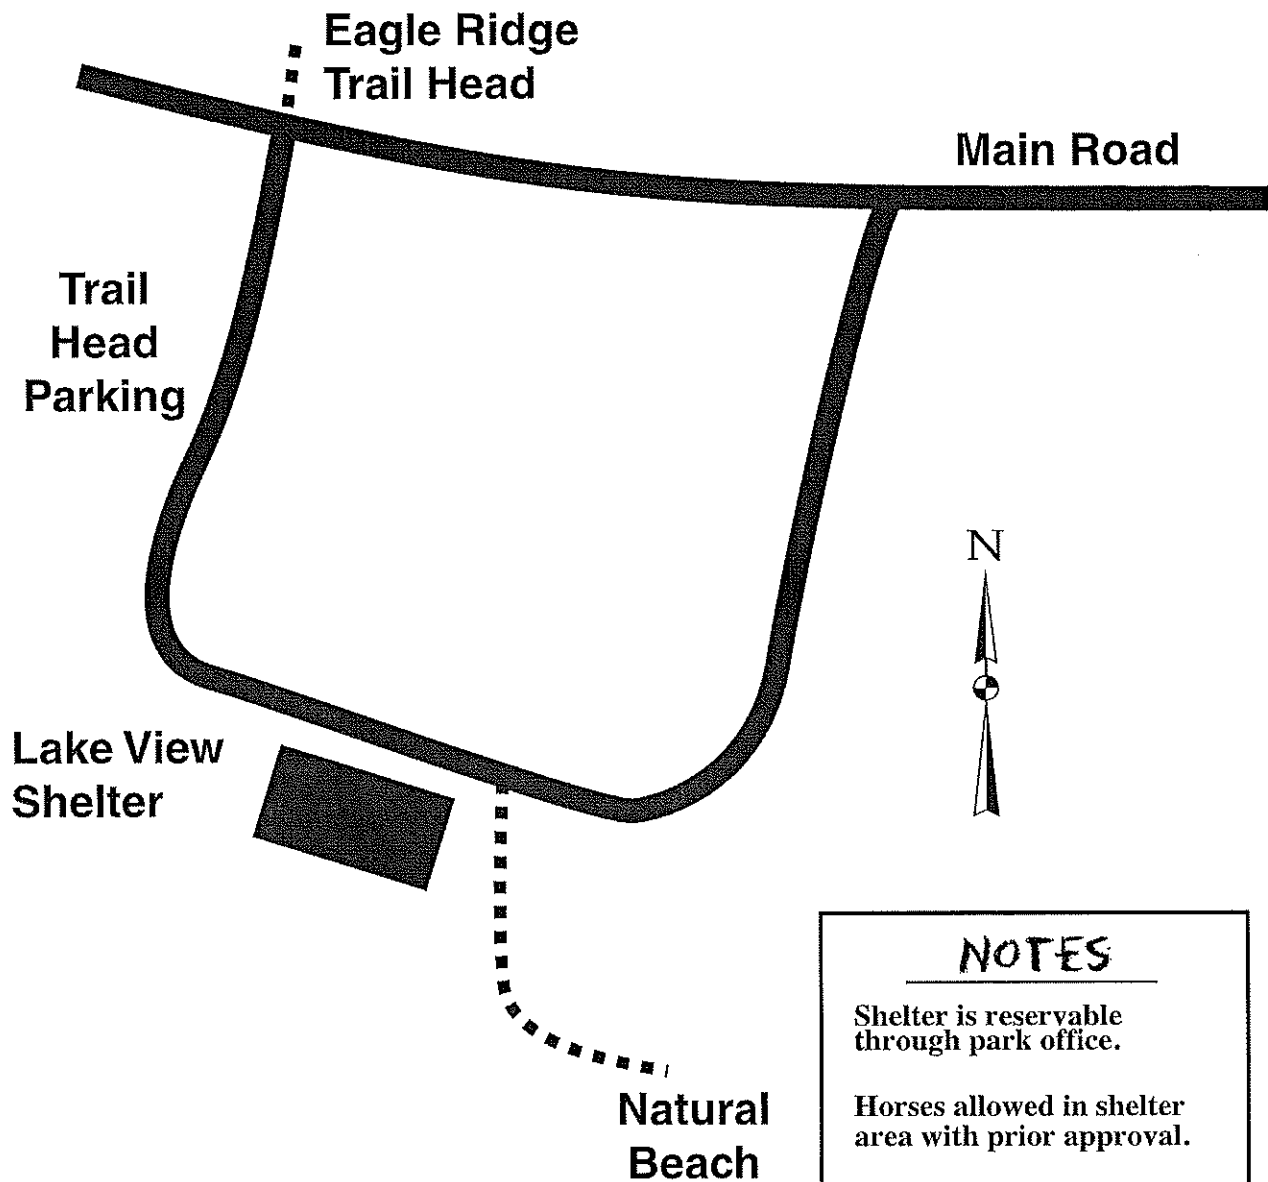 Eagle Ridge
Trail Head
Main Road
Trail
Head
Parking
N
Lake View
Shelter
NOTES
Shelter is reservable
through park office.
Horses allowed in shelter
area with prior approval.
Natural
Beach